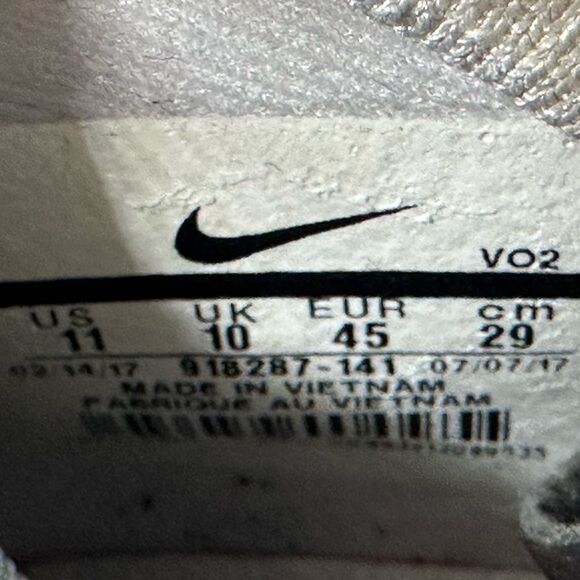 VO2
US UK EUR cm
11 10 45 29
02/14/17 918287-141 07/07/17
MADE IN VIETNAM
FABRIQUE AU VIETNAM